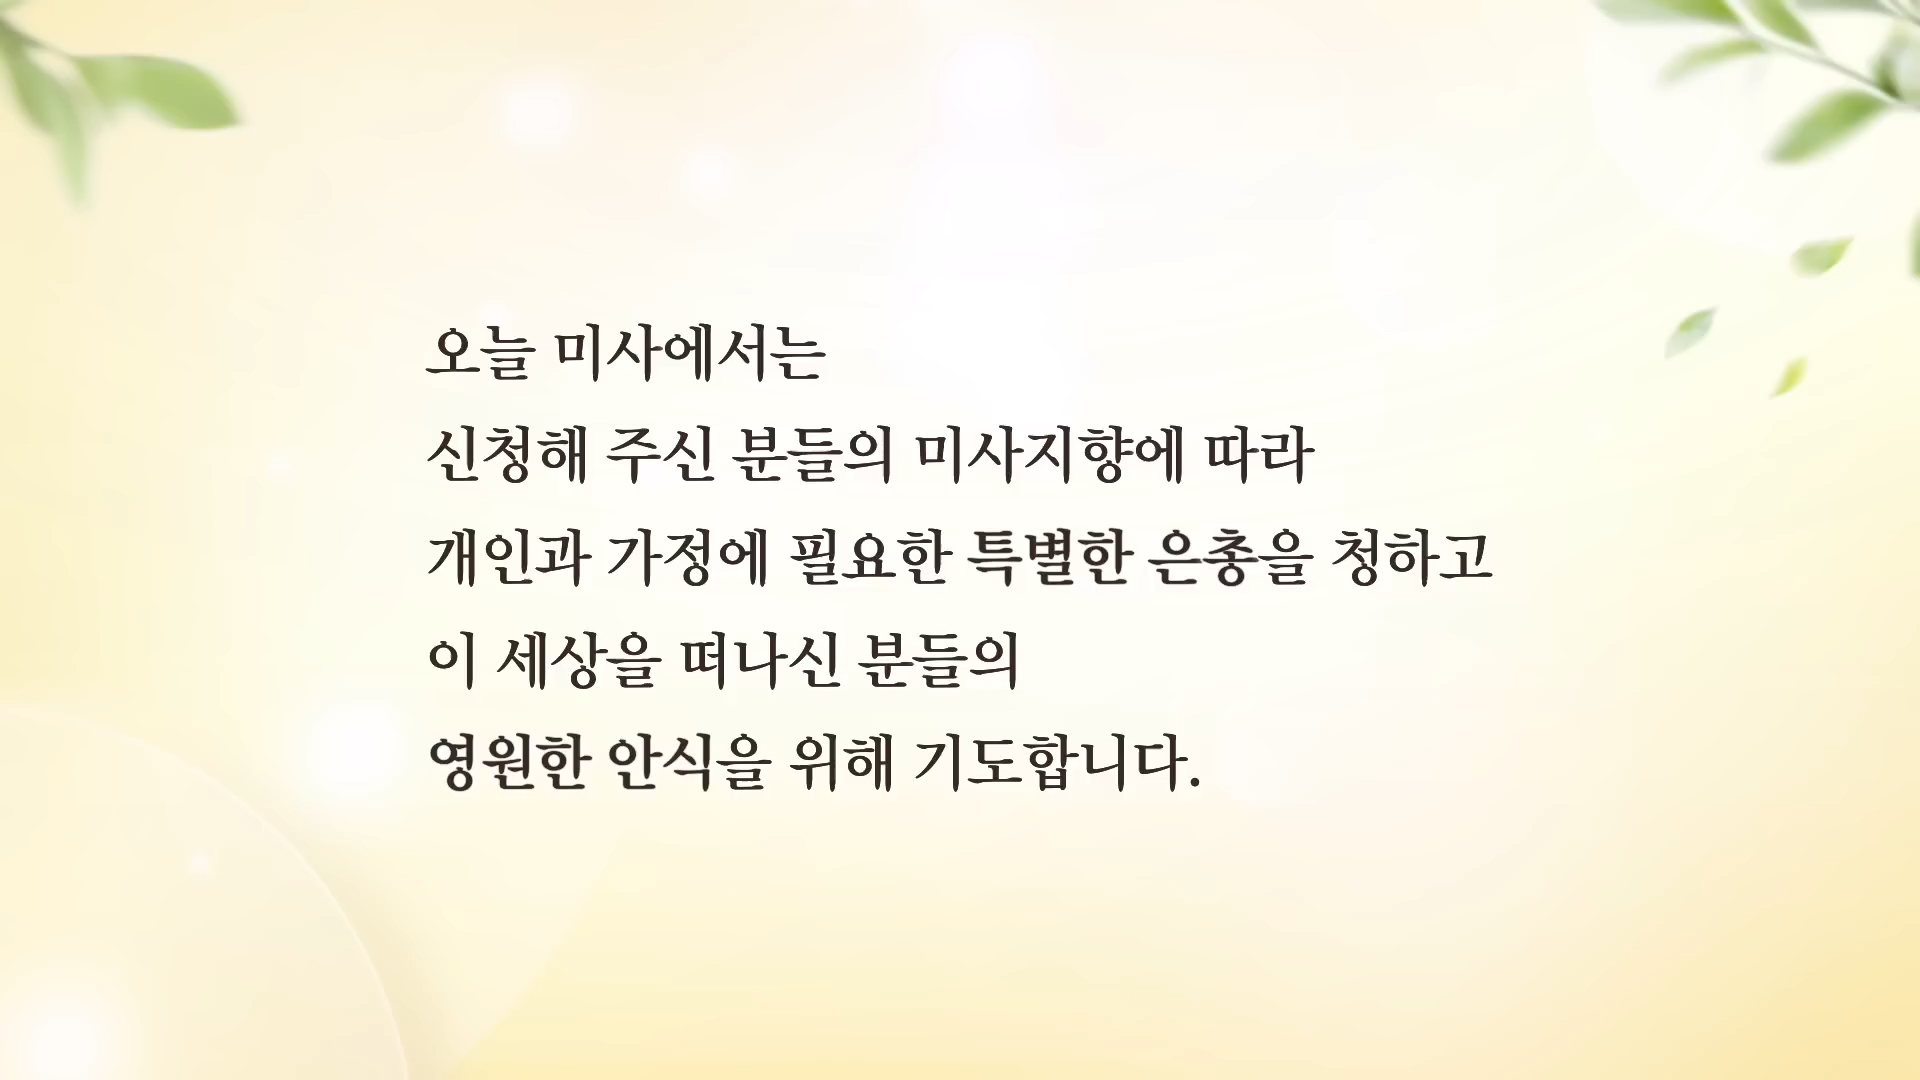 오늘 미사에서는
신청해 주신 분들의 미사지향에 따라
개인과 가정에 필요한 특별한 은총을 청하고
이 세상을 떠나신 분들의
영원한 안식을 위해 기도합니다.